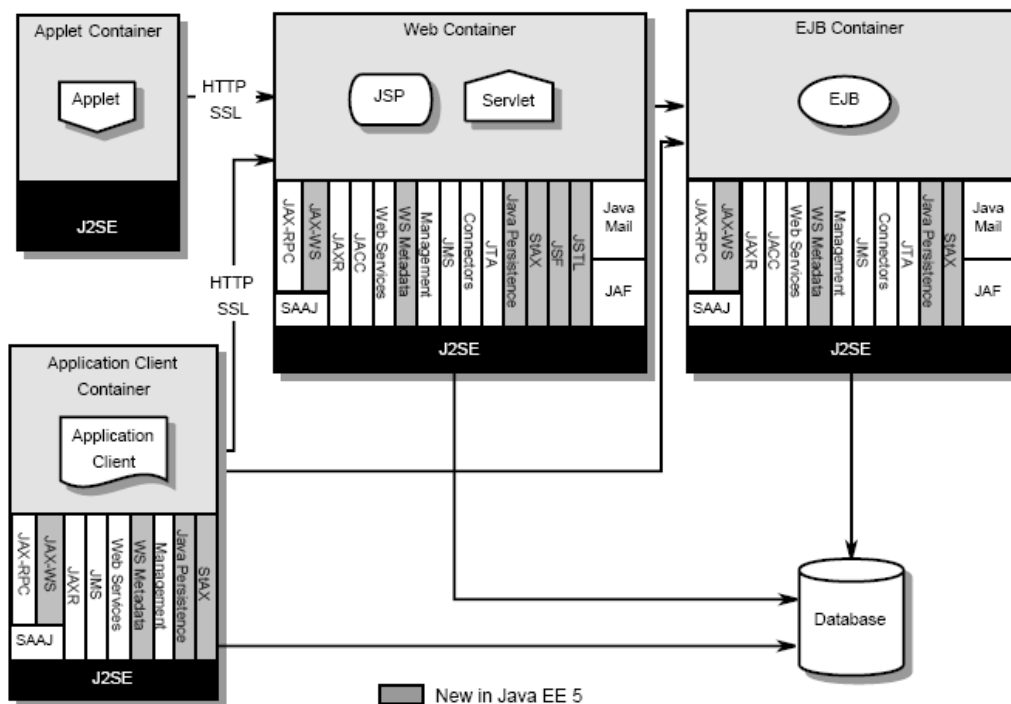 Applet Container
Applet
J2SE
HTTP
SSL
Web Container
JSP
Servlet
JAX-RPC
SAAJ
JAX-WS
JAXR
JACC
Web Services
WS Metadata
Management
JMS
Connectors
JTA
Java Persistence
StAX
JSF
JSTL
Java
Mail
JAF
J2SE
EJB Container
EJB
JAX-RPC
SAAJ
JAX-WS
JAXR
JACC
Web Services
WS Metadata
Management
JMS
Connectors
JTA
Java Persistence
StAX
Java
Mail
JAF
J2SE
HTTP
SSL
Application Client
Container
Application
Client
JAX-RPC
SAAJ
JAX-WS
JAXR
JMS
Web Services
WS Metadata
Management
Java Persistence
StAX
J2SE
Database
New in Java EE 5